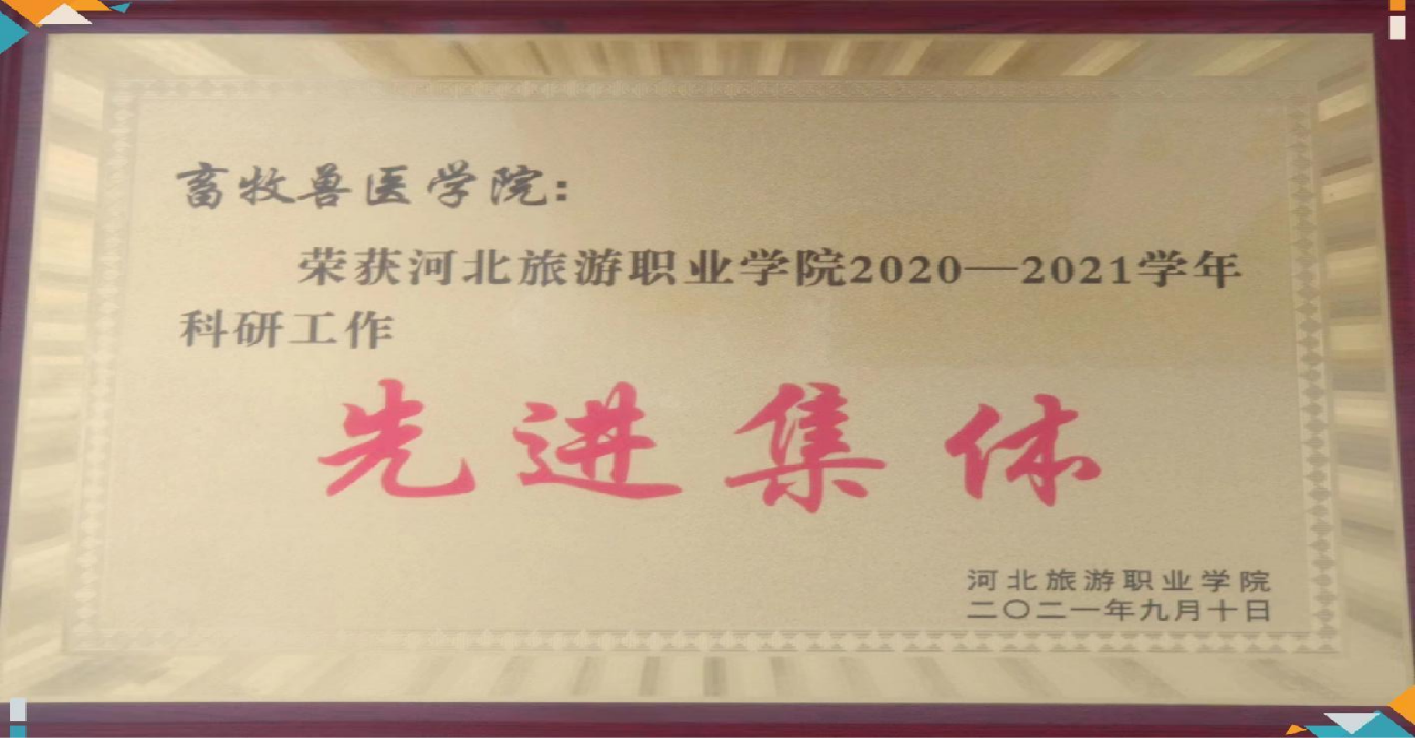 畜牧兽医学院:
荣获河北旅游职业学院2020—2021学年
科研工作
先进集体
河北旅游职业学院
二〇二一年九月十日